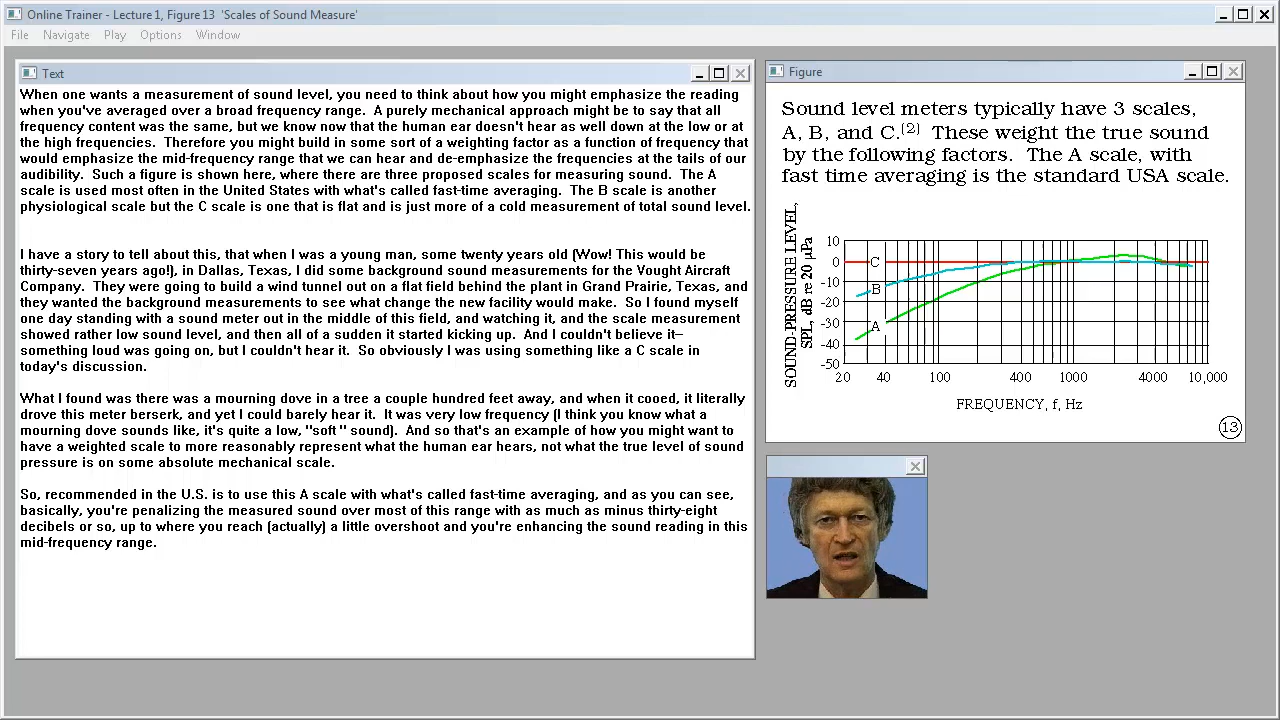 Online Trainer - Lecture 1, Figure 13 'Scales of Sound Measure'
File Navigate Play Options Window
Text
When one wants a measurement of sound level, you need to think about how you might emphasize the reading
when you've averaged over a broad frequency range. A purely mechanical approach might be to say that all
frequency content was the same, but we know now that the human ear doesn't hear as well down at the low or at
the high frequencies. Therefore you might build in some sort of a weighting factor as a function of frequency that
would emphasize the mid-frequency range that we can hear and de-emphasize the frequencies at the tails of our
audibility. Such a figure is shown here, where there are three proposed scales for measuring sound. The A
scale is used most often in the United States with what's called fast-time averaging. The B scale is another
physiological scale but the C scale is one that is flat and is just more of a cold measurement of total sound level.
I have a story to tell about this, that when I was a young man, some twenty years old (Wow! This would be
thirty-seven years ago!), in Dallas, Texas, I did some background sound measurements for the Vought Aircraft
Company. They were going to build a wind tunnel out on a flat field behind the plant in Grand Prairie, Texas, and
they wanted the background measurements to see what change the new facility would make. So I found myself
one day standing with a sound meter out in the middle of this field, and watching it, and the scale measurement
showed rather low sound level, and then all of a sudden it started kicking up. And I couldn't believe it–
something loud was going on, but I couldn't hear it. So obviously I was using something like a C scale in
today's discussion.
What I found was there was a mourning dove in a tree a couple hundred feet away, and when it cooed, it literally
drove this meter berserk, and yet I could barely hear it. It was very low frequency (I think you know what a
mourning dove sounds like, it's quite a low, "soft" sound). And so that's an example of how you might want to
have a weighted scale to more reasonably represent what the human ear hears, not what the true level of sound
pressure is on some absolute mechanical scale.
So, recommended in the U.S. is to use this A scale with what's called fast-time averaging, and as you can see,
basically, you're penalizing the measured sound over most of this range with as much as minus thirty-eight
decibels or so, up to where you reach (actually) a little overshoot and you're enhancing the sound reading in this
mid-frequency range.
Figure
Sound level meters typically have 3 scales,
A, B, and C.[2] These weight the true sound
by the following factors. The A scale, with
fast time averaging is the standard USA scale.
SOUND-PRESSURE LEVEL,
SPL, dB re 20 µPa
10
0
-10
-20
-30
-40
-50
C
B
A
20 40 100 400 1000 4000 10,000
FREQUENCY, f, Hz
13